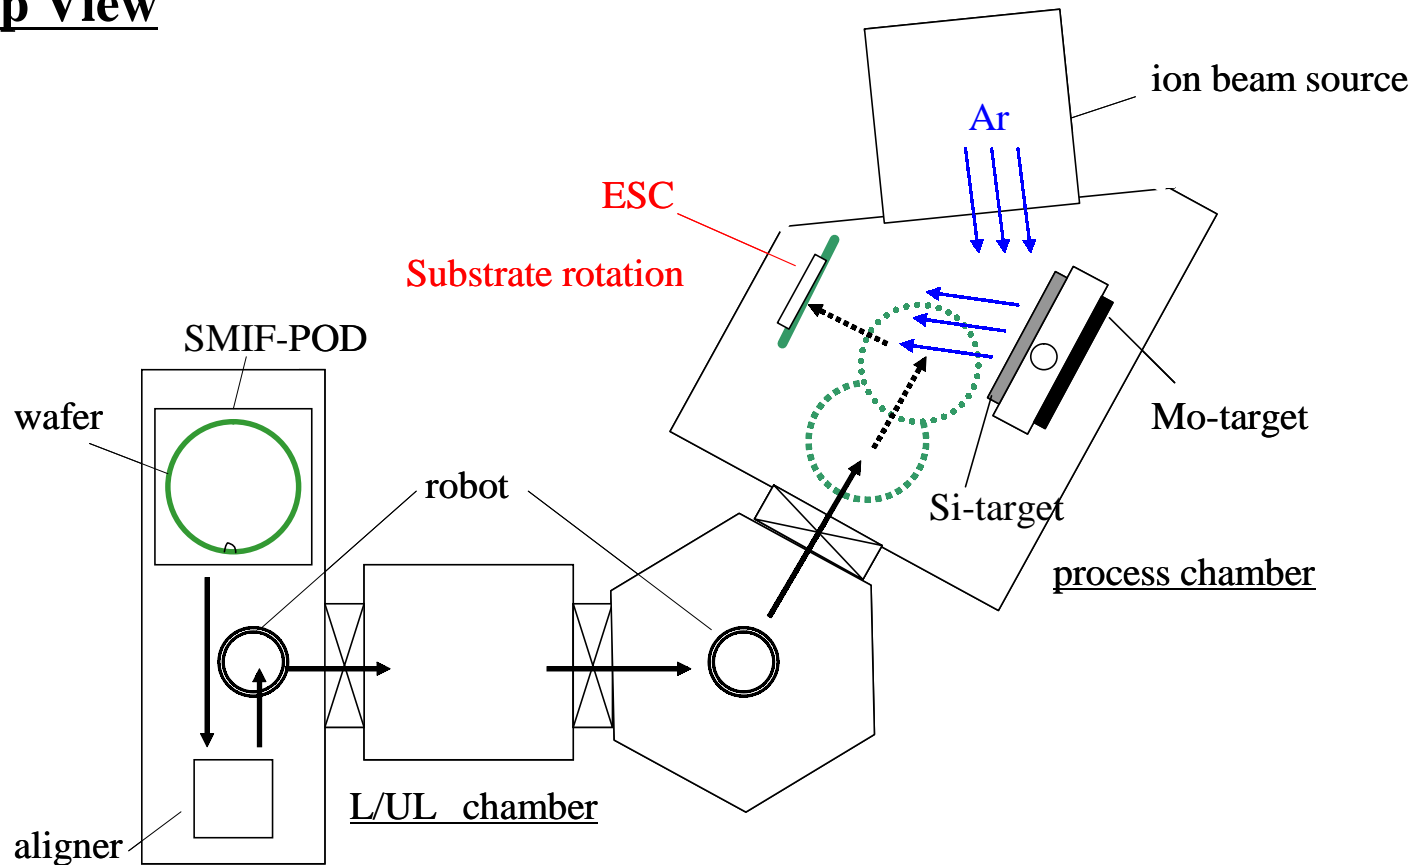 p View
ion beam source
Ar
ESC
Substrate rotation
SMIF-POD
wafer
Mo-target
robot
Si-target
process chamber
L/UL chamber
aligner